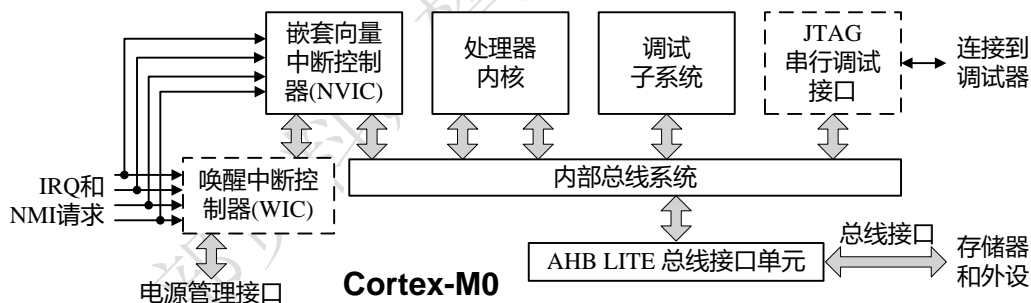 嵌套向量
中断控制
器(NVIC)
处理器
内核
调试
子系统
JTAG
串行调试
接口
连接到
调试器
IRQ和
NMI请求
唤醒中断控
制器(WIC)
内部总线系统
电源管理接口
Cortex-M0
AHB LITE 总线接口单元
总线接口
存储器
和外设